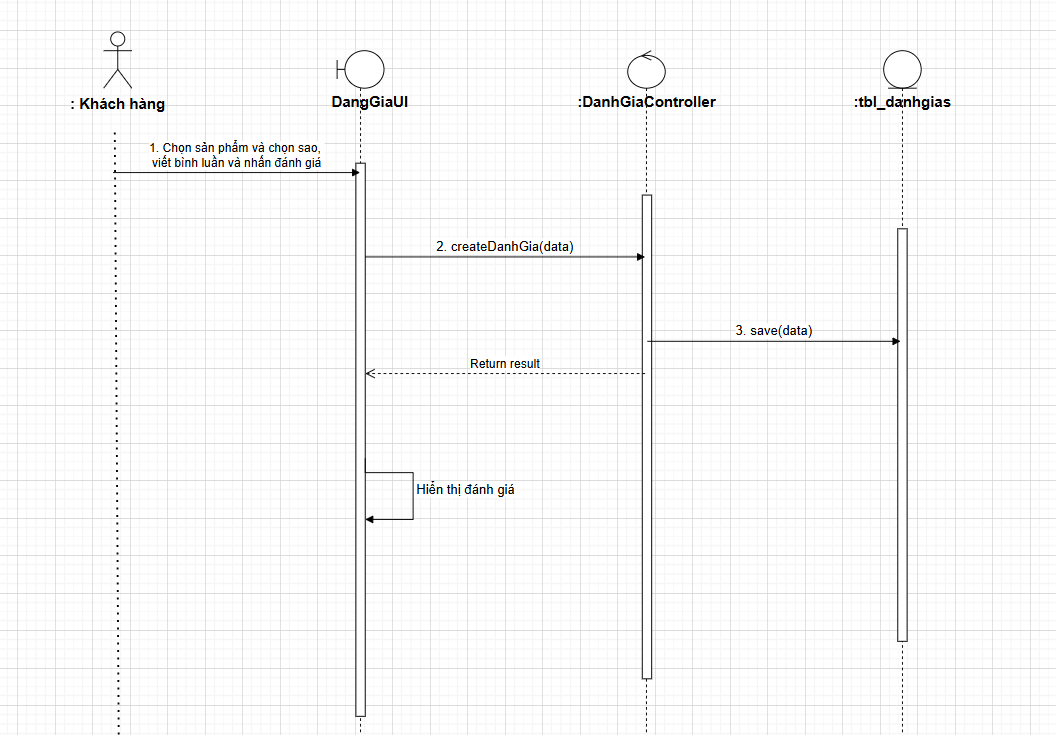 : Khách hàng
DangGiaUI
:DanhGiaController
:tbl_danhgias
1. Chọn sản phẩm và chọn sao,
viết bình luần và nhấn đánh giá
2. createDanhGia(data)
3. save(data)
Return result
Hiển thị đánh giá